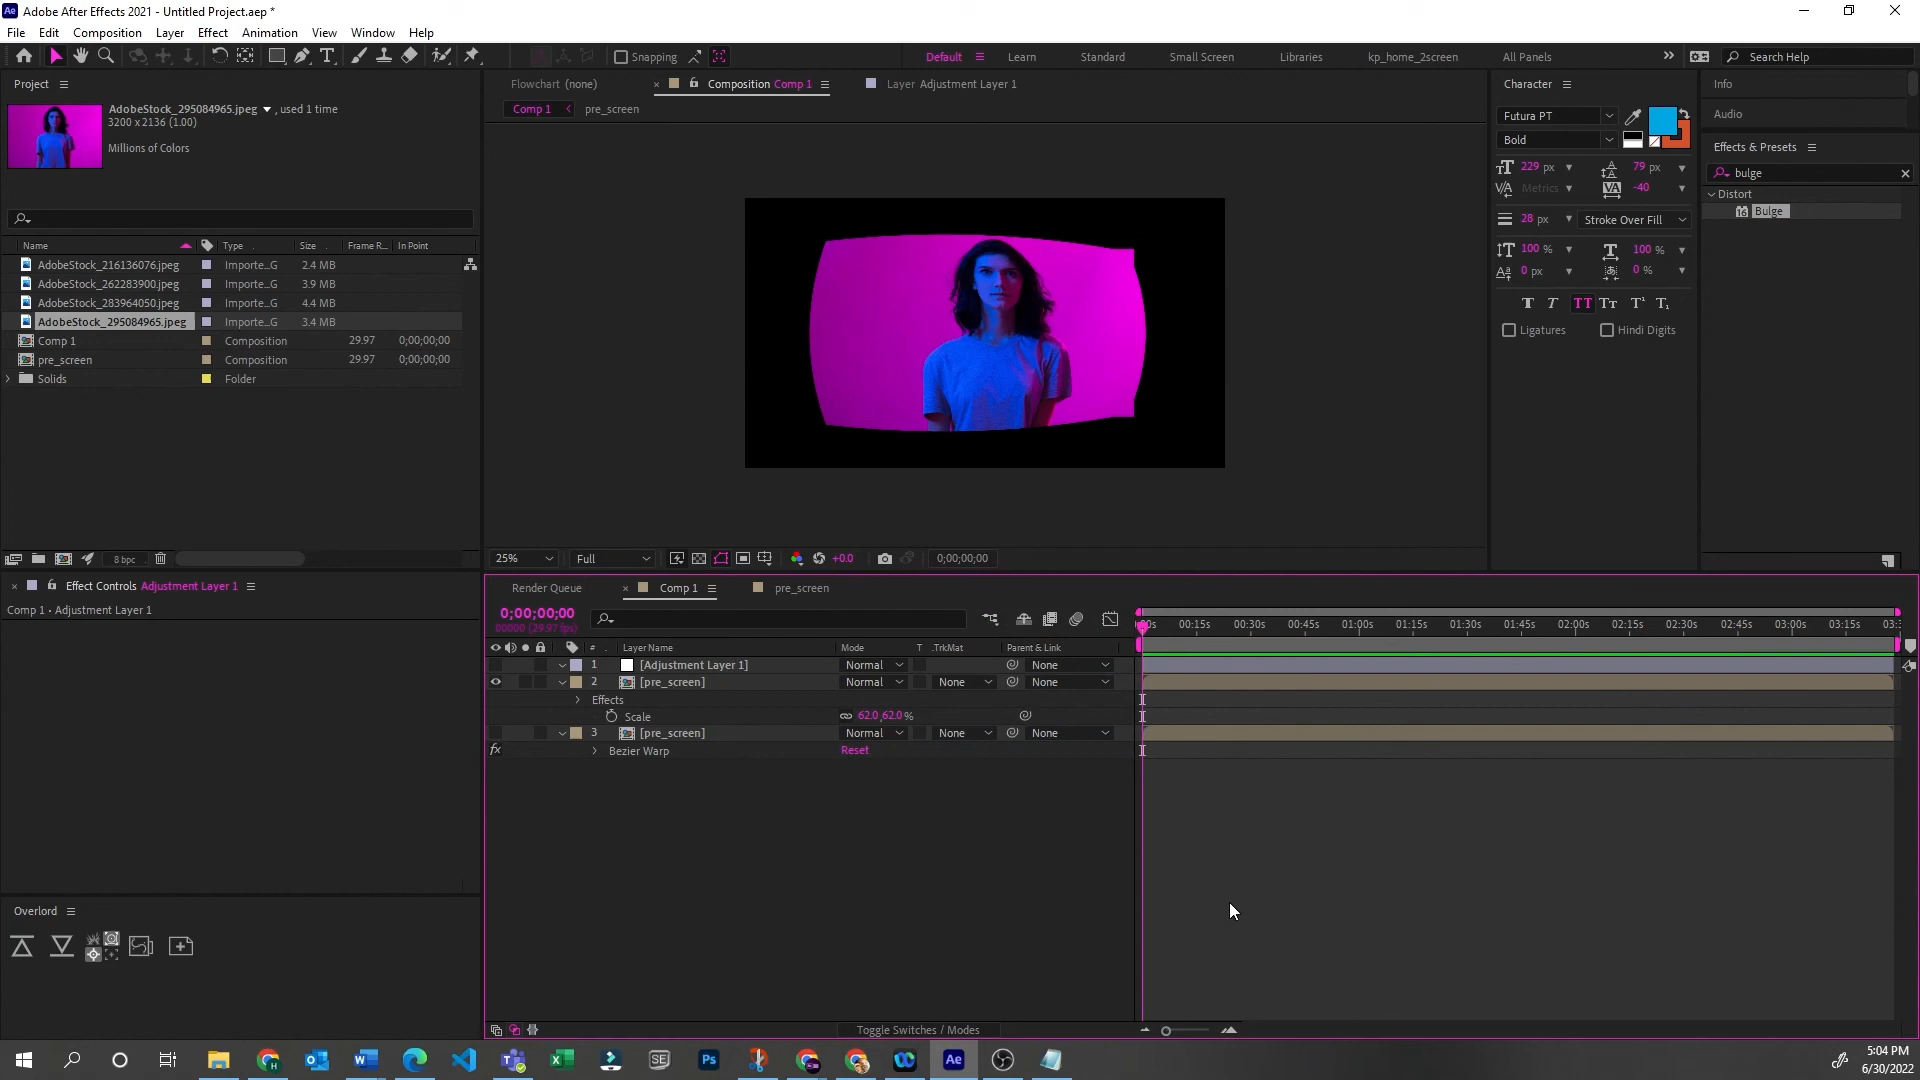 Adobe After Effects 2021 - Untitled Project.aep *
File Edit Composition Layer Effect Animation View Window Help
Snapping
Default Learn Standard Small Screen Libraries kp_home_2screen All Panels Search Help
Project
AdobeStock_295084965.jpeg , used 1 time
3200 x 2136 (1.00)
Millions of Colors
Name Type Size Frame R... In Point
AdobeStock_216136076.jpeg Importe...G 2.4 MB
AdobeStock_262283900.jpeg Importe...G 3.9 MB
AdobeStock_283964050.jpeg Importe...G 4.4 MB
AdobeStock_295084965.jpeg Importe...G 3.4 MB
Comp 1 Composition 29.97 0;00;00;00
pre_screen Composition 29.97 0;00;00;00
Solids Folder
8 bpc
Flowchart (none) Composition Comp 1 Layer Adjustment Layer 1
Comp 1 pre_screen
25% Full +0.0 0;00;00;00
Character
Futura PT
Bold
229 px 79 px
Metrics -40
28 px Stroke Over Fill
100 % 100 %
0 px 0 %
Ligatures Hindi Digits
Info
Audio
Effects & Presets
bulge
Distort
16 Bulge
Effect Controls Adjustment Layer 1
Comp 1 • Adjustment Layer 1
Overlord
Render Queue Comp 1 pre_screen
0;00;00;00
00000 (29.97 fps)
00s 00:15s 00:30s 00:45s 01:00s 01:15s 01:30s 01:45s 02:00s 02:15s 02:30s 02:45s 03:00s 03:15s 03:3
# Layer Name Mode T .TrkMat Parent & Link
1 [Adjustment Layer 1] Normal None
2 [pre_screen] Normal None None
Effects
Scale 62.0,62.0%
3 [pre_screen] Normal None None
fx Bezier Warp Reset
Toggle Switches / Modes
5:04 PM
6/30/2022